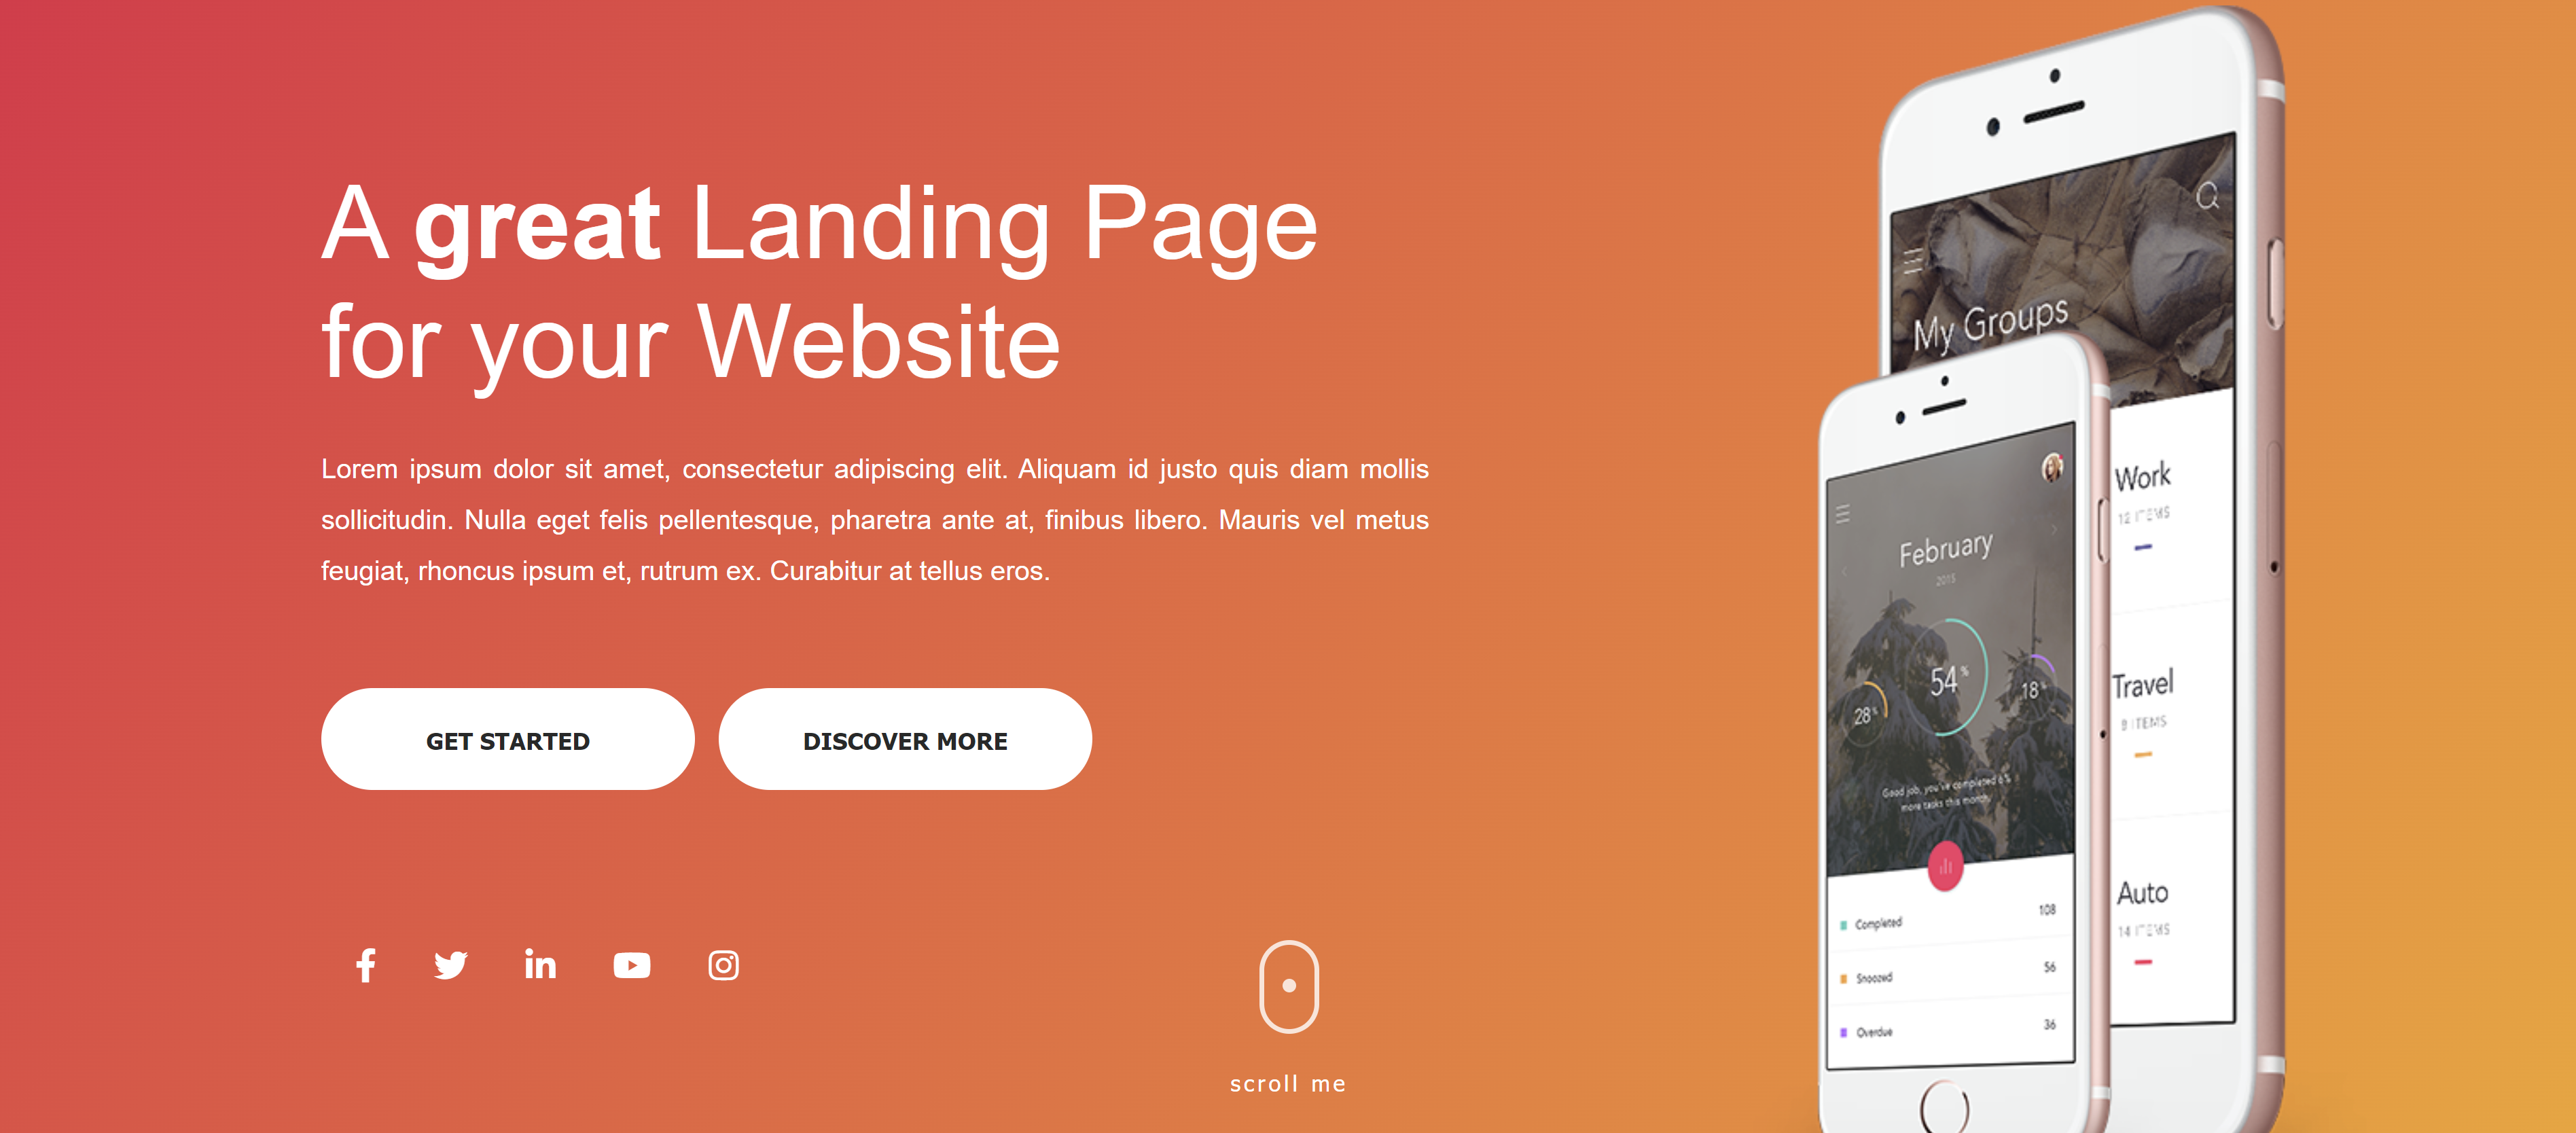 A great Landing Page
for your Website
Lorem ipsum dolor sit amet, consectetur adipiscing elit. Aliquam id justo quis diam mollis
sollicitudin. Nulla eget felis pellentesque, pharetra ante at, finibus libero. Mauris vel metus
feugiat, rhoncus ipsum et, rutrum ex. Curabitur at tellus eros.
GET STARTED
DISCOVER MORE
scroll me
My Groups
Work
12 ITEMS
Travel
9 ITEMS
Auto
14 ITEMS
February
2015
28%
54%
18%
Good job, you've completed 6%
more tasks this month
Completed 108
Snoozed 56
Overdue 36